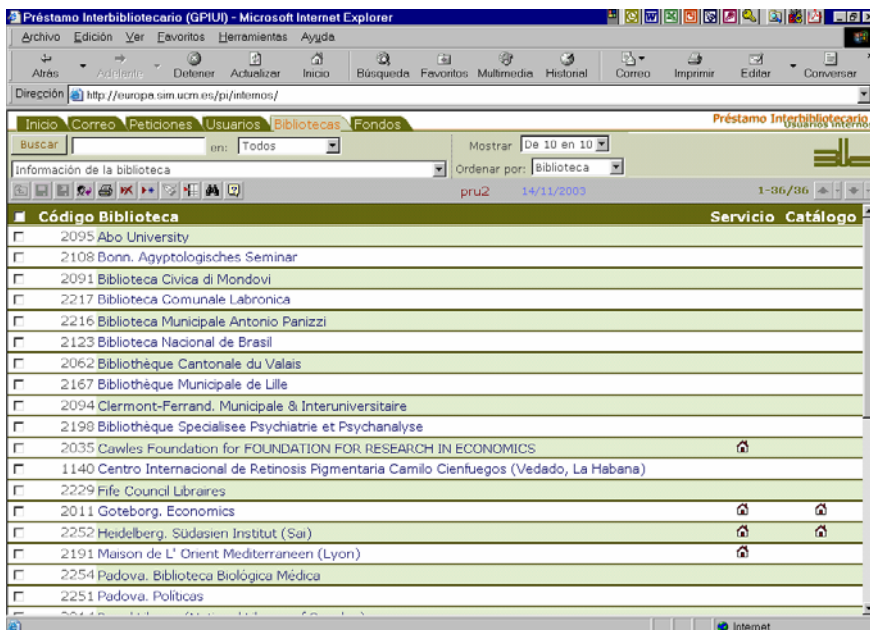 Préstamo Interbibliotecario (GPIUI) - Microsoft Internet Explorer
Archivo Edición Ver Favoritos Herramientas Ayuda
Atrás Adelante Detener Actualizar Inicio Búsqueda Favoritos Multimedia Historial Correo Imprimir Editar Conversar
Dirección http://europa.sim.ucm.es/pi/internos/
Inicio Correo Peticiones Usuarios Bibliotecas Fondos Préstamo Interbibliotecario
Usuarios Internos
Buscar en: Todos Mostrar De 10 en 10
Información de la biblioteca Ordenar por: Biblioteca
pru2 14/11/2003 1-36/36
Código Biblioteca Servicio Catálogo
2095 Abo University
2108 Bonn. Agyptologisches Seminar
2091 Biblioteca Civica di Mondovi
2217 Biblioteca Comunale Labronica
2216 Biblioteca Municipale Antonio Panizzi
2123 Biblioteca Nacional de Brasil
2062 Bibliothèque Cantonale du Valais
2167 Bibliothèque Municipale de Lille
2094 Clermont-Ferrand. Municipale & Interuniversitaire
2198 Bibliothèque Specialisee Psychiatrie et Psychanalyse
2035 Cawles Foundation for FOUNDATION FOR RESEARCH IN ECONOMICS
1140 Centro Internacional de Retinosis Pigmentaria Camilo Cienfuegos (Vedado, La Habana)
2229 Fife Council Libraires
2011 Goteborg. Economics
2252 Heidelberg. Südasien Institut (Sai)
2191 Maison de L' Orient Mediterraneen (Lyon)
2254 Padova. Biblioteca Biológica Médica
2251 Padova. Políticas
Internet